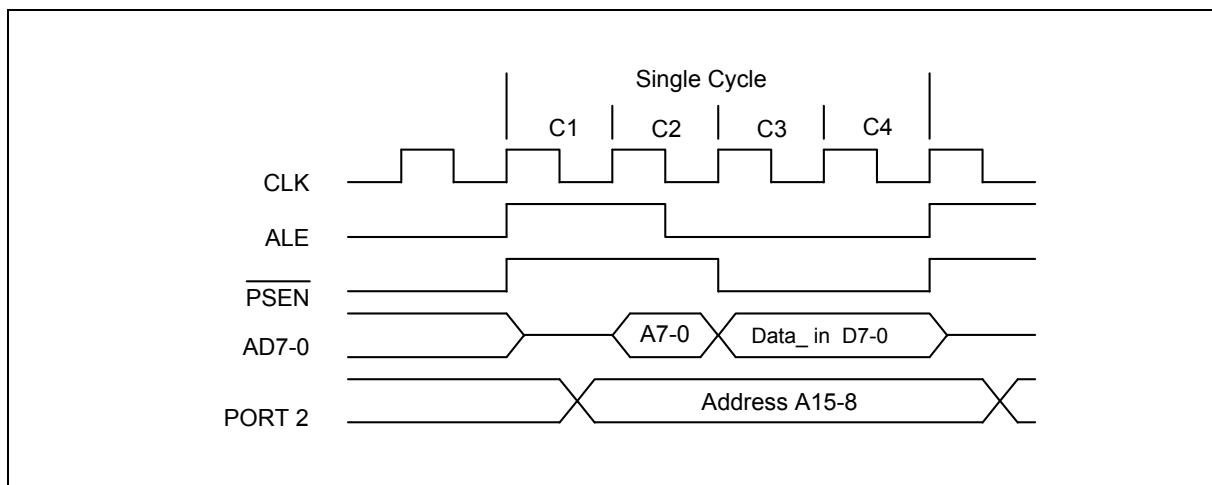 Single Cycle
C1 C2 C3 C4
CLK
ALE
PSEN
AD7-0 A7-0 Data_ in D7-0
PORT 2 Address A15-8